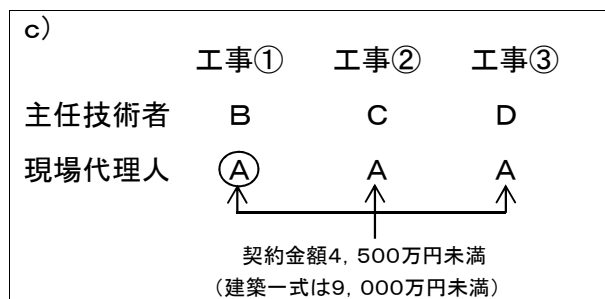 c）
工事① 工事② 工事③
主任技術者 B C D
現場代理人 A A A
契約金額４，５００万円未満
（建築一式は９，０００万円未満）